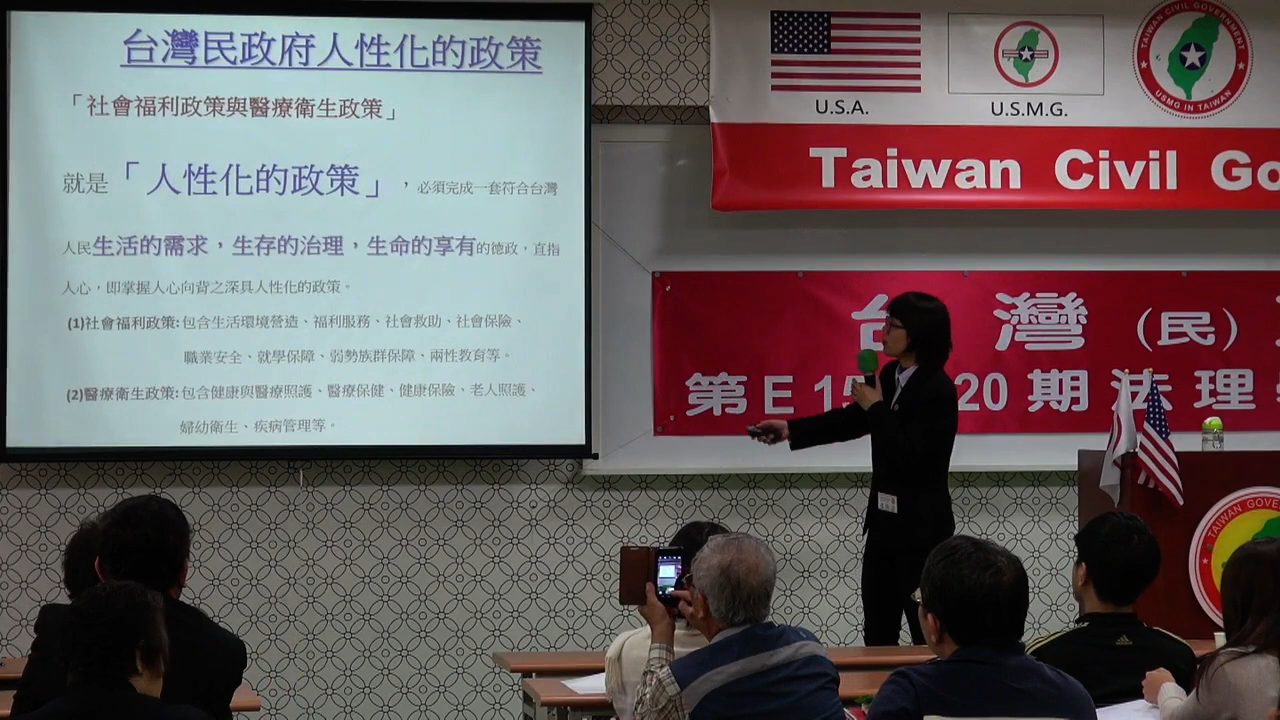 台灣民政府人性化的政策
「社會福利政策與醫療衛生政策」
就是「人性化的政策」，必須完成一套符合台灣
人民生活的需求，生存的治理，生命的享有的德政，直指
人心，即掌握人心向背之深具人性化的政策。
(1)社會福利政策:包含生活環境營造、福利服務、社會救助、社會保險、
職業安全、就學保障、弱勢族群保障、兩性教育等。
(2)醫療衛生政策:包含健康與醫療照護、醫療保健、健康保險、老人照護、
婦幼衛生、疾病管理等。
U.S.A.
U.S.M.G.
TAIWAN CIVIL GOVERNMENT
USMG IN TAIWAN
Taiwan Civil Go
台灣(民)
第E15 20期法理
TAIWAN GOVE